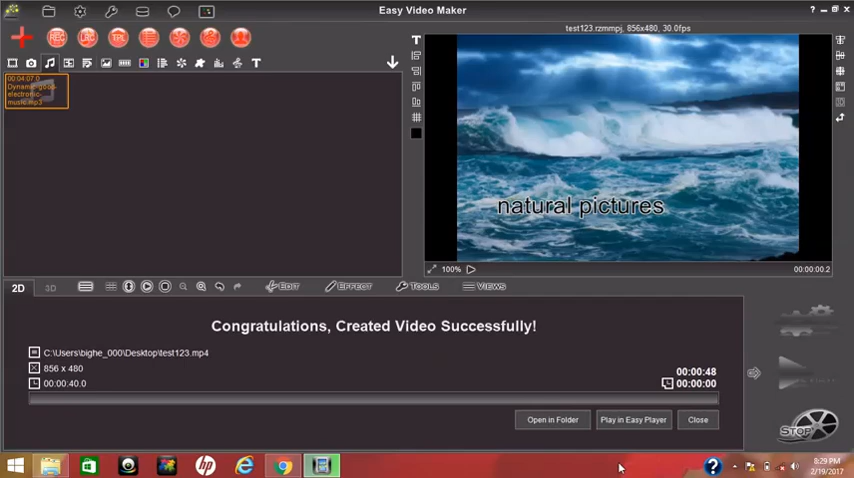 Easy Video Maker
REC
LRC
TPL
test123.rzmmpj, 856x480, 30.0fps
00:04:07.0
Dynamic-good-
electronic-
music.mp3
natural pictures
100%
00:00:00.2
2D
3D
EDIT
EFFECT
TOOLS
VIEWS
Congratulations, Created Video Successfully!
C:\Users\bighe_000\Desktop\test123.mp4
856 x 480
00:00:40.0
00:00:48
00:00:00
Open in Folder
Play in Easy Player
Close
STOP
8:29 PM
2/19/2017